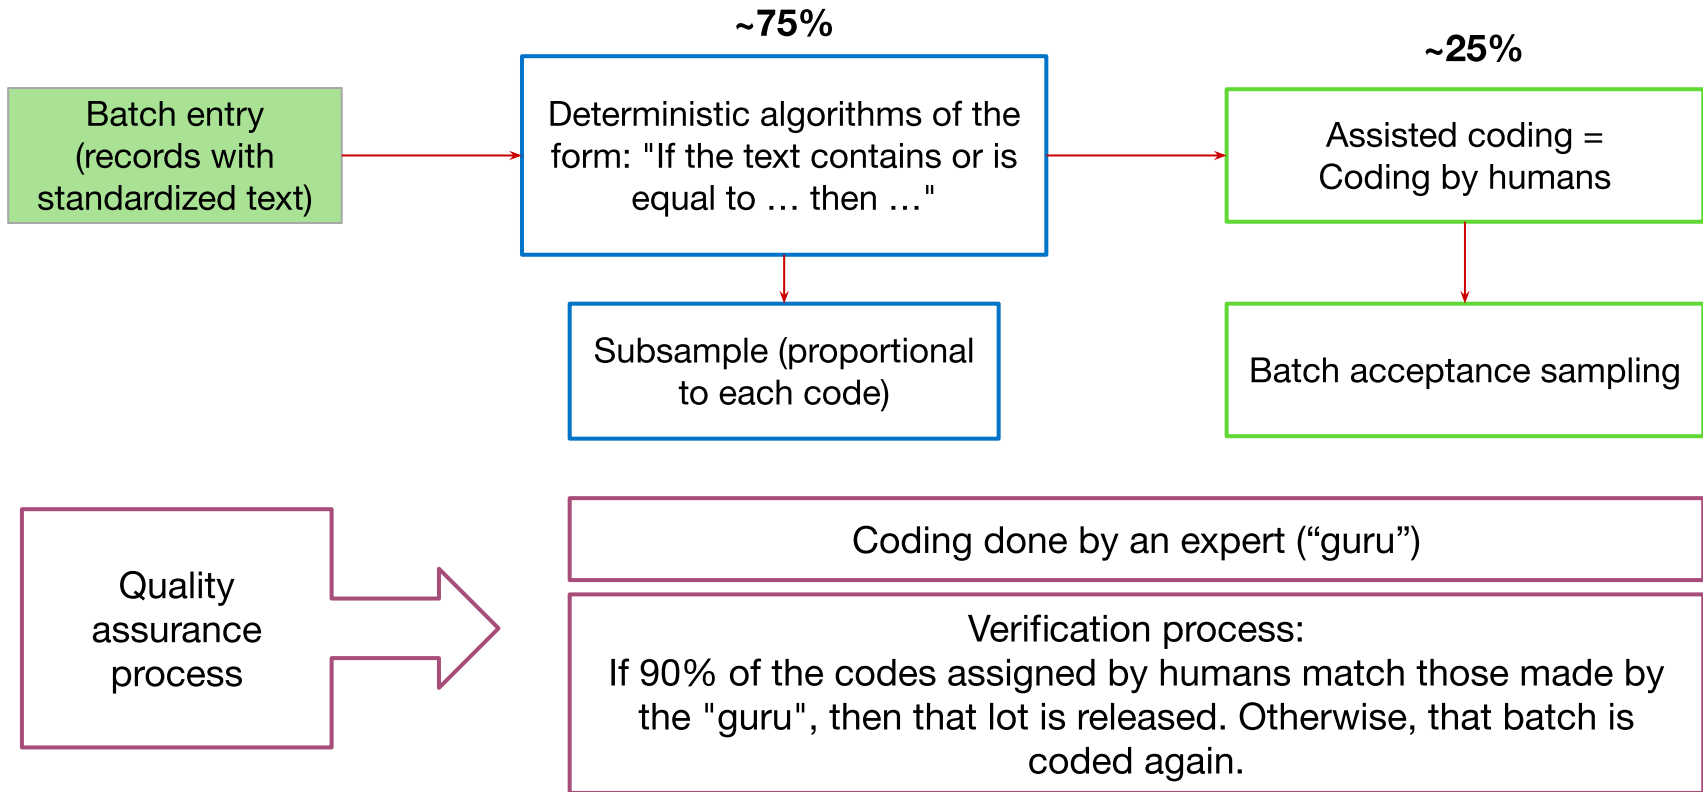 ~75%
~25%
Batch entry
(records with
standardized text)
Deterministic algorithms of the
form: "If the text contains or is
equal to … then …"
Assisted coding =
Coding by humans
Subsample (proportional
to each code)
Batch acceptance sampling
Quality
assurance
process
Coding done by an expert (“guru”)
Verification process:
If 90% of the codes assigned by humans match those made by
the "guru", then that lot is released. Otherwise, that batch is
coded again.